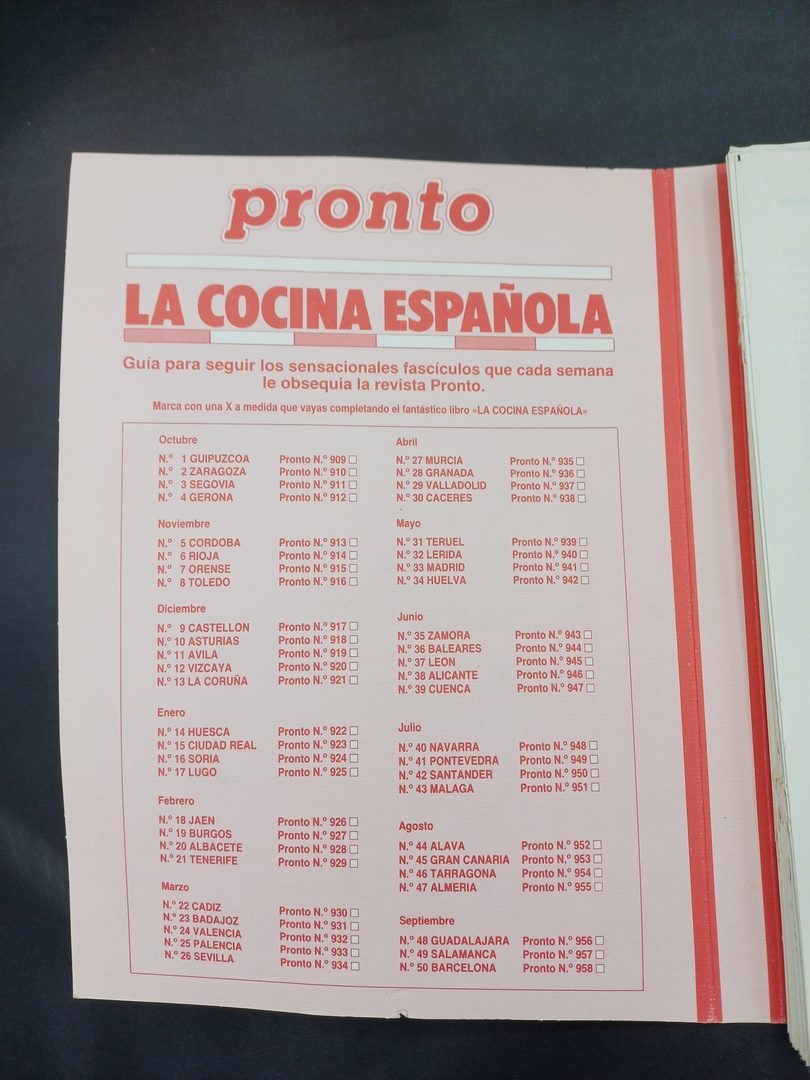 pronto
LA COCINA ESPAÑOLA
Guía para seguir los sensacionales fascículos que cada semana
le obsequia la revista Pronto.
Marca con una X a medida que vayas completando el fantástico libro «LA COCINA ESPAÑOLA»
Octubre
N.º 1 GUIPUZCOA Pronto N.º 909
N.º 2 ZARAGOZA Pronto N.º 910
N.º 3 SEGOVIA Pronto N.º 911
N.º 4 GERONA Pronto N.º 912
Noviembre
N.º 5 CORDOBA Pronto N.º 913
N.º 6 RIOJA Pronto N.º 914
N.º 7 ORENSE Pronto N.º 915
N.º 8 TOLEDO Pronto N.º 916
Diciembre
N.º 9 CASTELLON Pronto N.º 917
N.º 10 ASTURIAS Pronto N.º 918
N.º 11 AVILA Pronto N.º 919
N.º 12 VIZCAYA Pronto N.º 920
N.º 13 LA CORUÑA Pronto N.º 921
Enero
N.º 14 HUESCA Pronto N.º 922
N.º 15 CIUDAD REAL Pronto N.º 923
N.º 16 SORIA Pronto N.º 924
N.º 17 LUGO Pronto N.º 925
Febrero
N.º 18 JAEN Pronto N.º 926
N.º 19 BURGOS Pronto N.º 927
N.º 20 ALBACETE Pronto N.º 928
N.º 21 TENERIFE Pronto N.º 929
Marzo
N.º 22 CADIZ Pronto N.º 930
N.º 23 BADAJOZ Pronto N.º 931
N.º 24 VALENCIA Pronto N.º 932
N.º 25 PALENCIA Pronto N.º 933
N.º 26 SEVILLA Pronto N.º 934
Abril
N.º 27 MURCIA Pronto N.º 935
N.º 28 GRANADA Pronto N.º 936
N.º 29 VALLADOLID Pronto N.º 937
N.º 30 CACERES Pronto N.º 938
Mayo
N.º 31 TERUEL Pronto N.º 939
N.º 32 LERIDA Pronto N.º 940
N.º 33 MADRID Pronto N.º 941
N.º 34 HUELVA Pronto N.º 942
Junio
N.º 35 ZAMORA Pronto N.º 943
N.º 36 BALEARES Pronto N.º 944
N.º 37 LEON Pronto N.º 945
N.º 38 ALICANTE Pronto N.º 946
N.º 39 CUENCA Pronto N.º 947
Julio
N.º 40 NAVARRA Pronto N.º 948
N.º 41 PONTEVEDRA Pronto N.º 949
N.º 42 SANTANDER Pronto N.º 950
N.º 43 MALAGA Pronto N.º 951
Agosto
N.º 44 ALAVA Pronto N.º 952
N.º 45 GRAN CANARIA Pronto N.º 953
N.º 46 TARRAGONA Pronto N.º 954
N.º 47 ALMERIA Pronto N.º 955
Septiembre
N.º 48 GUADALAJARA Pronto N.º 956
N.º 49 SALAMANCA Pronto N.º 957
N.º 50 BARCELONA Pronto N.º 958